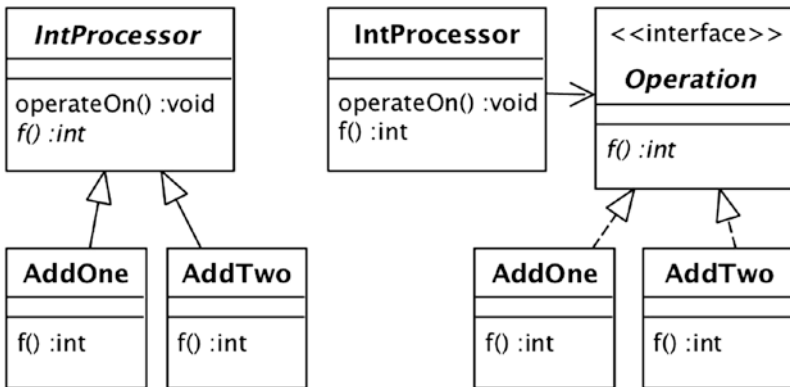 IntProcessor
operateOn() :void
f() :int
AddOne
f() :int
AddTwo
f() :int
IntProcessor
operateOn() :void
f() :int
<<interface>>
Operation
f() :int
AddOne
f() :int
AddTwo
f() :int